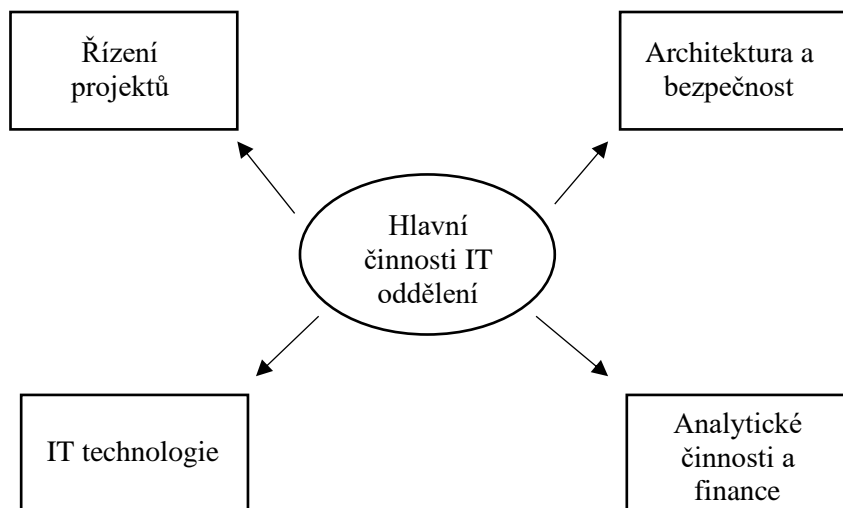 Řízení
projektů
Architektura a
bezpečnost
Hlavní
činnosti IT
oddělení
IT technologie
Analytické
činnosti a
finance